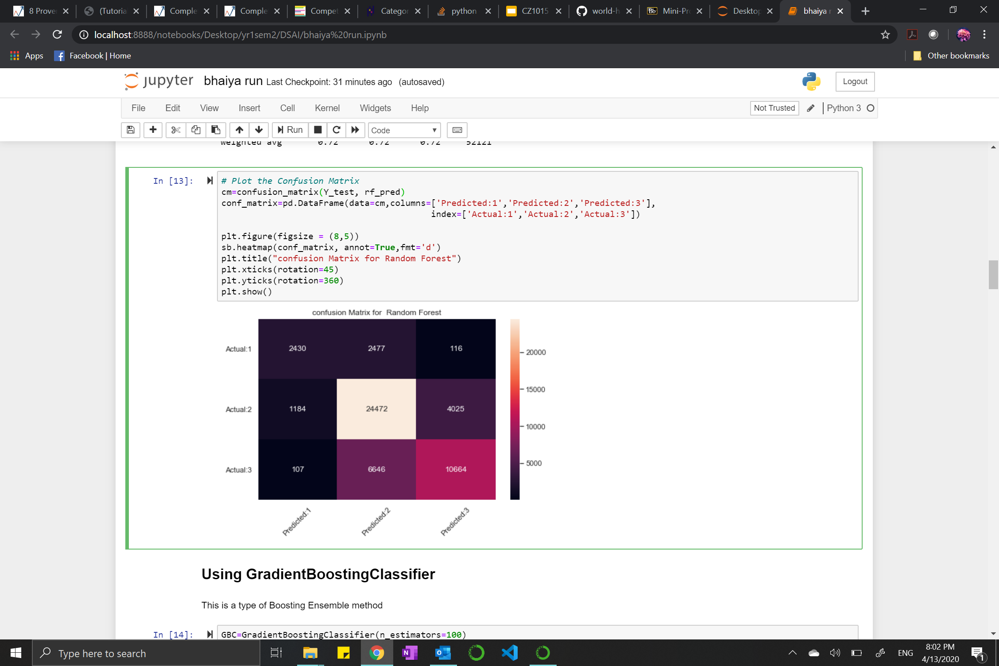 8 Prove
(Tutoria
Comple
Comple
Compet
Categor
python
CZ1015
world-h
Bb Mini-Pr
Desktop
bhaiya r
localhost:8888/notebooks/Desktop/yr1sem2/DSAI/bhaiya%20run.ipynb
Apps
Facebook | Home
Other bookmarks
jupyter bhaiya run Last Checkpoint: 31 minutes ago (autosaved)
Logout
File Edit View Insert Cell Kernel Widgets Help
Not Trusted
Python 3
Run
Code
weighted avg 0.72 0.72 0.72 52121
In [13]:
# Plot the Confusion Matrix
cm=confusion_matrix(Y_test, rf_pred)
conf_matrix=pd.DataFrame(data=cm,columns=['Predicted:1','Predicted:2','Predicted:3'],
index=['Actual:1','Actual:2','Actual:3'])
plt.figure(figsize = (8,5))
sb.heatmap(conf_matrix, annot=True,fmt='d')
plt.title("confusion Matrix for Random Forest")
plt.xticks(rotation=45)
plt.yticks(rotation=360)
plt.show()
confusion Matrix for  Random Forest
Actual:1 2430 2477 116
Actual:2 1184 24472 4025
Actual:3 107 6646 10664
Predicted:1 Predicted:2 Predicted:3
20000
15000
10000
5000
Using GradientBoostingClassifier
This is a type of Boosting Ensemble method
In [14]:
GBC=GradientBoostingClassifier(n_estimators=100)
Type here to search
N
O
ENG
8:02 PM
4/13/2020
1